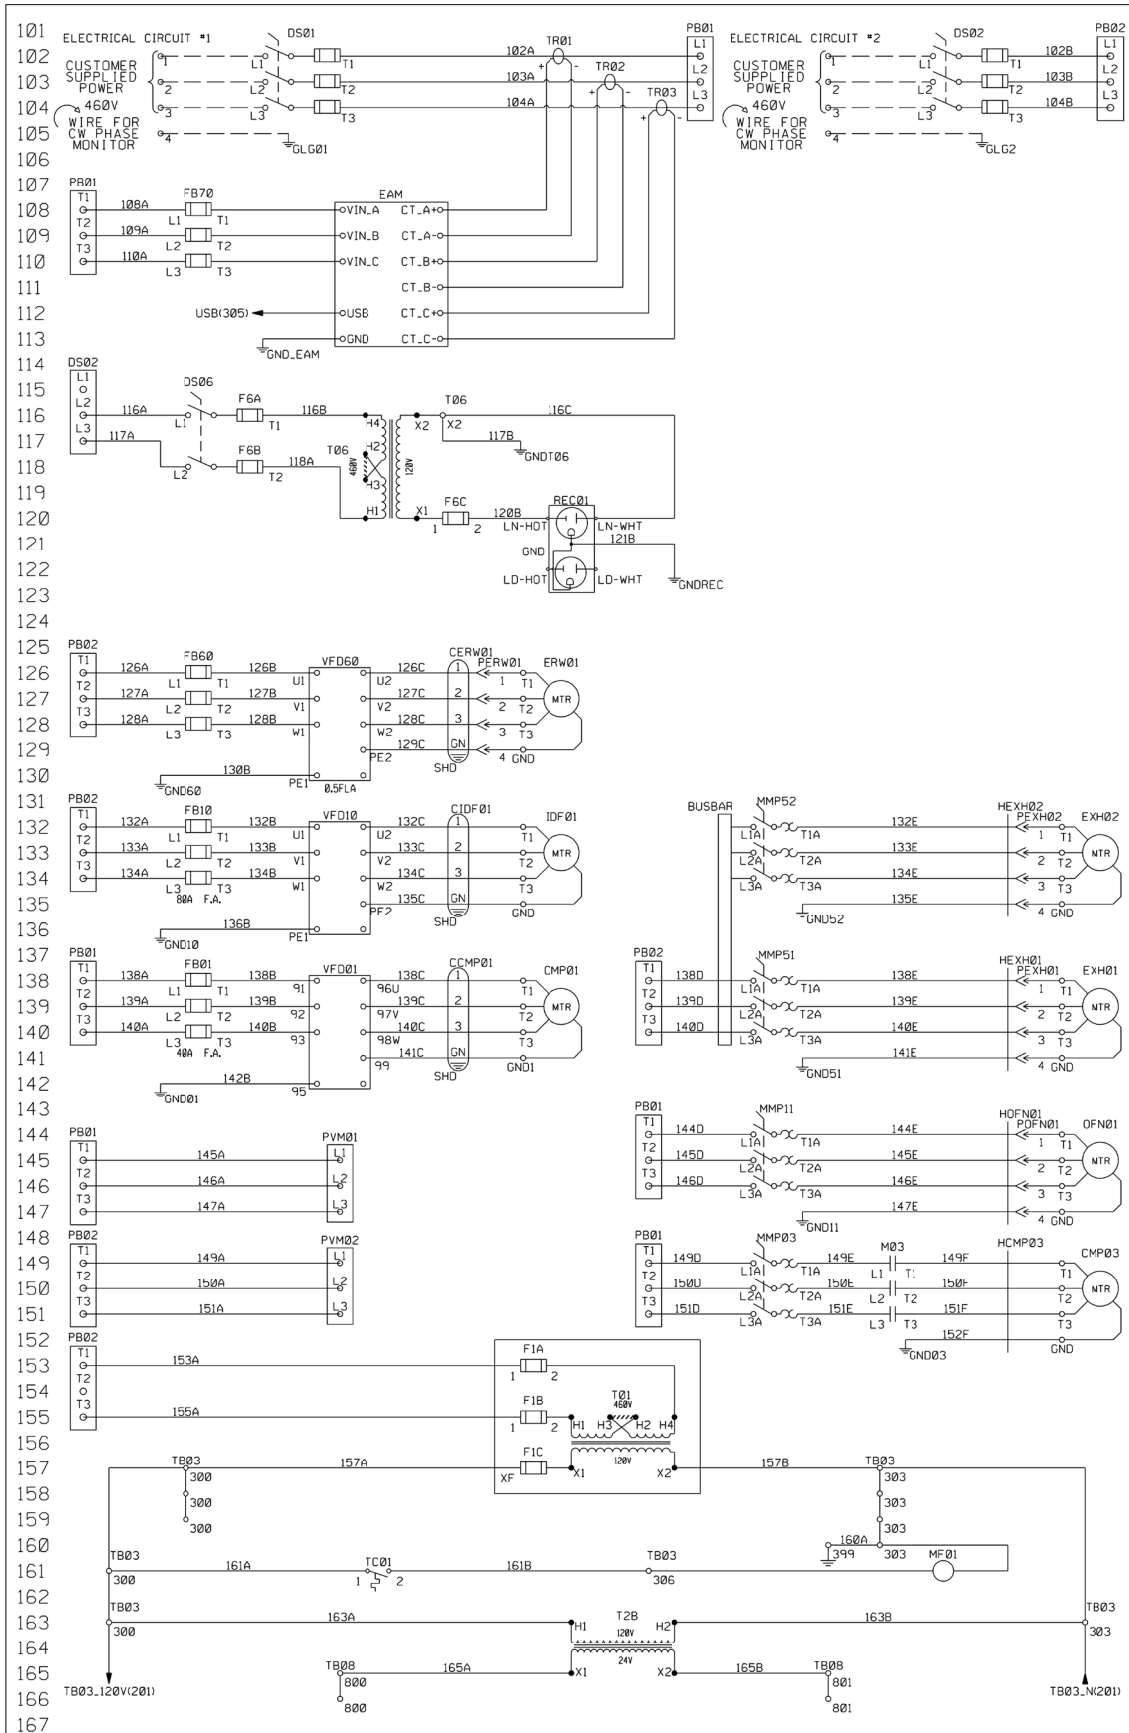 101
ELECTRICAL CIRCUIT #1 DS01 TR01 PB01 ELECTRICAL CIRCUIT #2 DS02 PB02
102 1 L1 T1 102A + - L1 1 L1 T1 102B L1
CUSTOMER SUPPLIED POWER TR02 CUSTOMER SUPPLIED POWER
103 2 L2 T2 103A + - L2 2 L2 T2 103B L2
460V TR03 460V
104 3 L3 T3 104A + - L3 3 L3 T3 104B L3
WIRE FOR CW PHASE MONITOR WIRE FOR CW PHASE MONITOR
105 4 GLG01 4 GLG2
106
107
PB01 FB70 EAM
108 T1 108A L1 T1 VIN_A CT_A+
109 T2 109A L2 T2 VIN_B CT_A-
110 T3 110A L3 T3 VIN_C CT_B+
111 CT_B-
112 USB(305) USB CT_C+
113 GND CT_C-
GND_EAM
114
DS02
115 L1 DS06 F6A T06
116 L2 116A L1 T1 116B H4 X2 X2 116C
117 L3 117A F6B T06 H2 117B GNDT06
118 L2 T2 118A 460V 120V
119 H3 F6C REC01
120 H1 X1 1 2 120B LN-HOT LN-WHT
121 GND 121B
122 LD-HOT LD-WHT GNDREC
123
124
125
PB02 FB60 VFD60 CERW01 PERW01 ERW01
126 T1 126A L1 T1 126B U1 U2 126C 1 1 T1
127 T2 127A L2 T2 127B V1 V2 127C 2 2 T2 MTR
128 T3 128A L3 T3 128B W1 W2 128C 3 3 T3
129 PE2 129C GN SHD 4 GND
130 GND60 130B PE1 0.5FLA
131
PB02 FB10 VFD10 CIDF01 IDF01 BUSBAR MMP52 HEXH02 PEXH02 EXH02
132 T1 132A L1 T1 132B U1 U2 132C 1 T1 L1A T1A 132E 1 T1
133 T2 133A L2 T2 133B V1 V2 133C 2 T2 MTR L2A T2A 133E 2 T2 MTR
134 T3 134A L3 T3 134B W1 W2 134C 3 T3 L3A T3A 134E 3 T3
80A F.A.
135 PE2 135C GN SHD GND GND52 135E 4 GND
136 GND10 136B PE1
137
PB01 FB01 VFD01 CCMP01 CMP01 PB02 MMP51 HEXH01 PEXH01 EXH01
138 T1 138A L1 T1 138B 91 96U 138C 1 T1 T1 138D L1A T1A 138E 1 T1
139 T2 139A L2 T2 139B 92 97V 139C 2 T2 MTR T2 139D L2A T2A 139E 2 T2 MTR
140 T3 140A L3 T3 140B 93 98W 140C 3 T3 T3 140D L3A T3A 140E 3 T3
40A F.A.
141 99 141C GN SHD GND1 GND51 141E 4 GND
142 GND01 142B 95
143
PB01 MMP11 HOFN01 POFN01 OFN01
144 T1 144D L1A T1A 144E 1 T1
PB01 PVM01
145 T1 145A L1 T2 145D L2A T2A 145E 2 T2 MTR
146 T2 146A L2 T3 146D L3A T3A 146E 3 T3
147 T3 147A L3 GND11 147E 4 GND
148
PB02 PVM02 PB01 MMP03 M03 HCMP03 CMP03
149 T1 149A L1 T1 149D L1A T1A 149E L1 T1 149F T1
150 T2 150A L2 T2 150D L2A T2A 150E L2 T2 150F T2 MTR
151 T3 151A L3 T3 151D L3A T3A 151E L3 T3 151F T3
152 GND03 152F GND
PB02
153 T1 153A F1A 1 2
154 T2 F1B T01 460V
155 T3 155A 1 2 H1 H3 H2 H4
156
157 TB03 300 157A XF F1C X1 120V X2 157B TB03 303
158 300 303
159 300 303
160 160A 399 303
161 TB03 300 161A 1 TC01 2 161B TB03 306 MF01
162
163 TB03 300 163A H1 T2B 120V H2 163B TB03 303
164 24V
165 TB08 800 165A X1 X2 165B TB08 801
166 TB03_120V(201) 800 801 TB03_N(201)
167